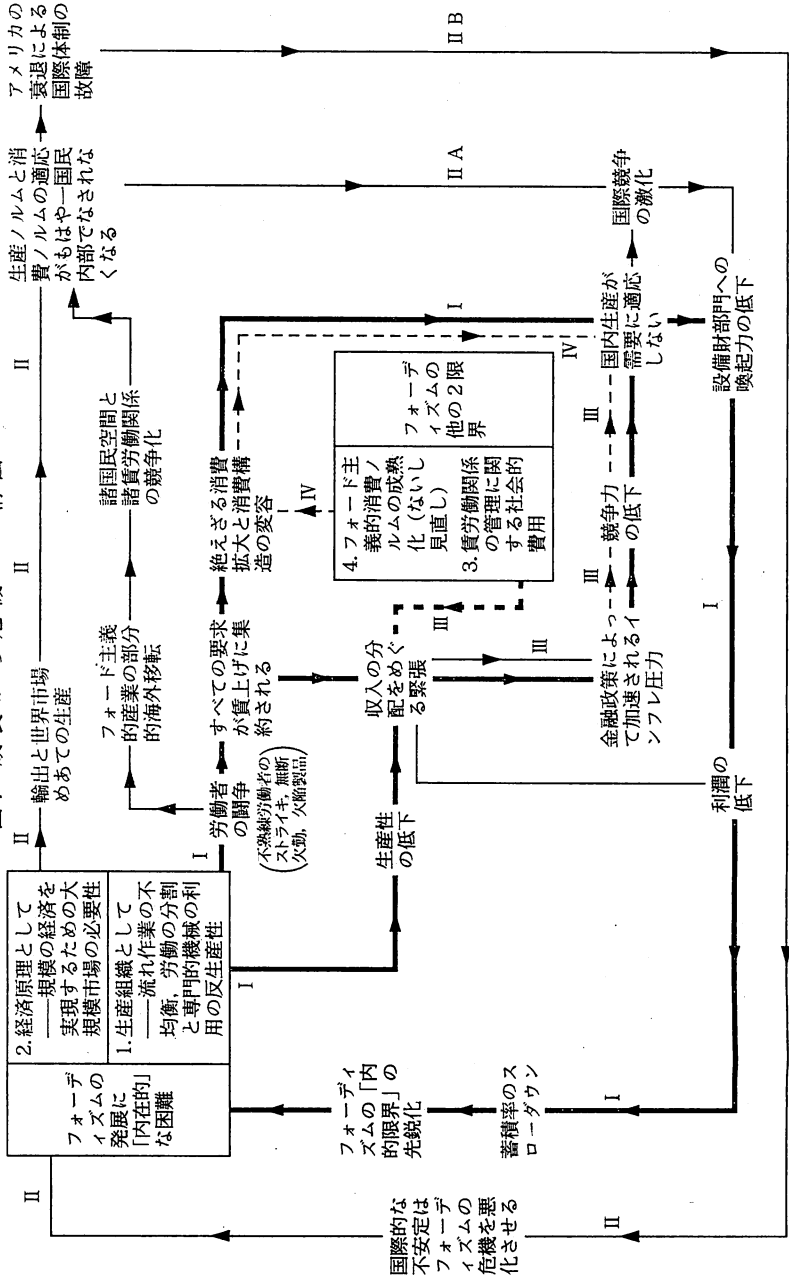 フォーディ
ズムの
発展に
「内在的」
な困難
2. 経済原理として
——規模の経済を
実現するための大
規模市場の必要性
1. 生産組織として
——流れ作業の不
均衡，労働の分割
と専門的機械の利
用の反生産性
II
輸出と世界市場
めあての生産
II
II
生産ノルムと消
費ノルムの適応
がもはや一国民
内部でなされな
くなる
アメリカの
衰退による
国際体制の
故障
フォード主義
的産業の部分
的海外移転
諸国民空間と
諸賃労働関係
の競争化
I
労働者
の闘争
(不熟練労働者の
ストライキ，無断
欠勤，欠陥製品)
すべての要求
が賃上げに集
約される
絶えざる消費
拡大と消費構
造の変容
I
II A
II B
I
生産性
の低下
収入の分
配をめぐ
る緊張
III
IV
4. フォード主
義的消費ノ
ルムの成熟
化（ないし
見直し）
3. 賃労働関係
の管理に関
する社会的
費用
フォーデ
ィズムの
他の2限
界
IV
III
金融政策によっ
て加速されるイ
ンフレ圧力
III
競争力
の低下
III
国内生産が
需要に適応
しない
国際競争
の激化
設備財部門への
喚起力の低下
I
利潤の
低下
I
蓄積率のス
ローダウン
フォーディ
ズムの「内
的限界」の
先鋭化
II
国際的な
不安定は
フォーデ
ィズムの
危機を悪
化させる
II